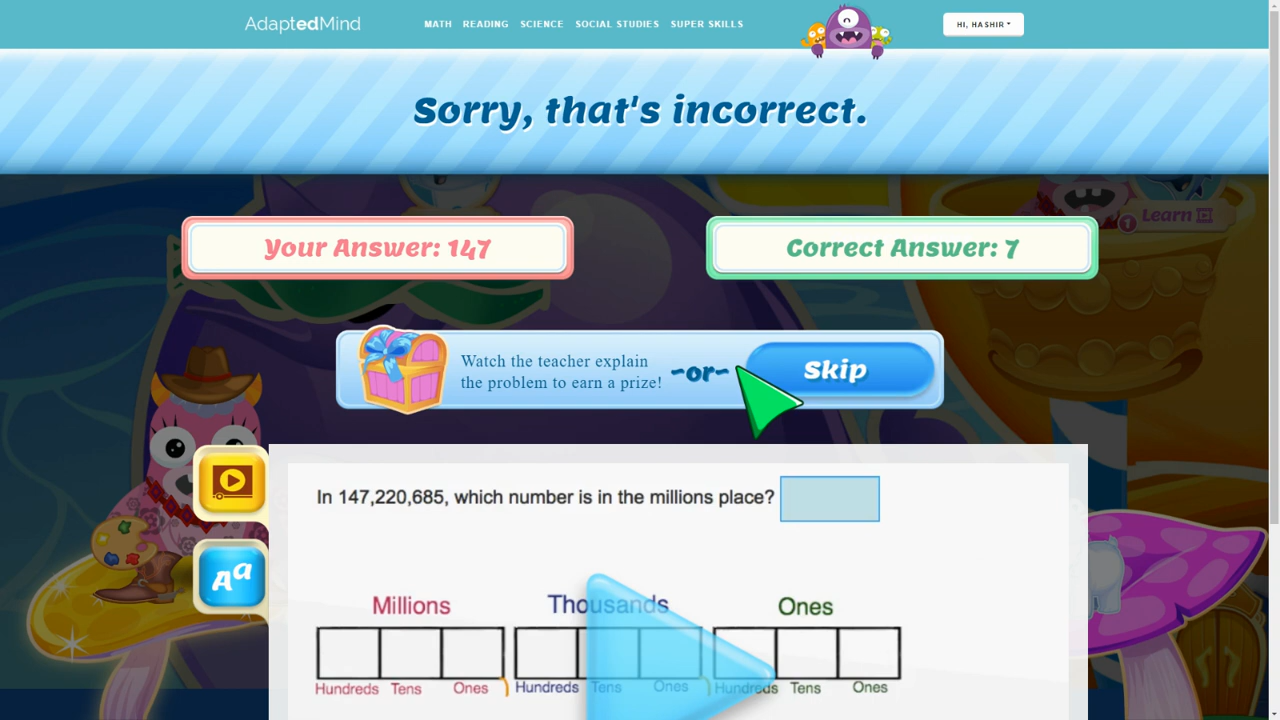 AdaptedMind
MATH READING SCIENCE SOCIAL STUDIES SUPER SKILLS
HI, HASHIR
Sorry, that's incorrect.
1 Learn
Your Answer: 147
Correct Answer: 7
Watch the teacher explain
the problem to earn a prize!
~or~
Skip
In 147,220,685, which number is in the millions place?
Aa
Millions Thousands Ones
Hundreds Tens Ones Hundreds Tens Ones Hundreds Tens Ones